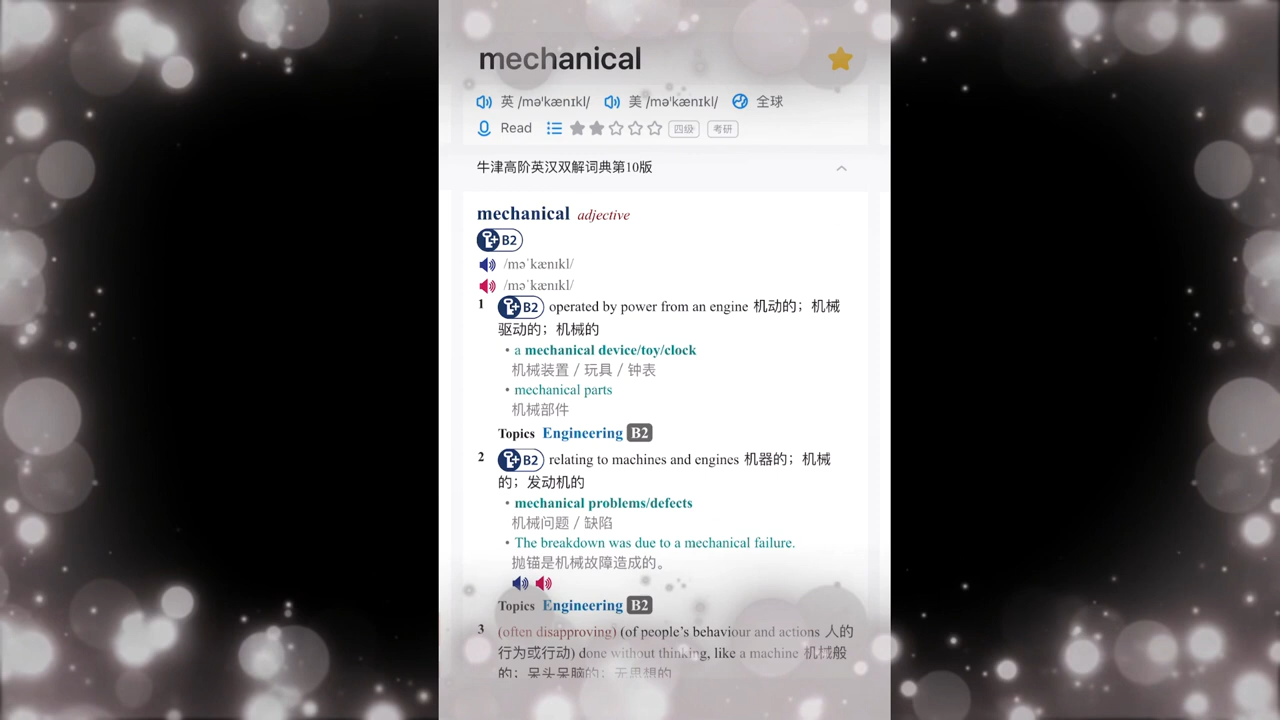 mechanical
英 /məˈkænɪkl/ 美 /məˈkænɪkl/ 全球
Read 四级 考研
牛津高阶英汉双解词典第10版
mechanical adjective
B2
/məˈkænɪkl/
/məˈkænɪkl/
1 B2 operated by power from an engine 机动的；机械
驱动的；机械的
• a mechanical device/toy/clock
机械装置 / 玩具 / 钟表
• mechanical parts
机械部件
Topics Engineering B2
2 B2 relating to machines and engines 机器的；机械
的；发动机的
• mechanical problems/defects
机械问题 / 缺陷
• The breakdown was due to a mechanical failure.
抛锚是机械故障造成的。
Topics Engineering B2
3 (often disapproving) (of people’s behaviour and actions 人的
行为或行动) done without thinking, like a machine 机械般
的；呆头呆脑的；无思想的